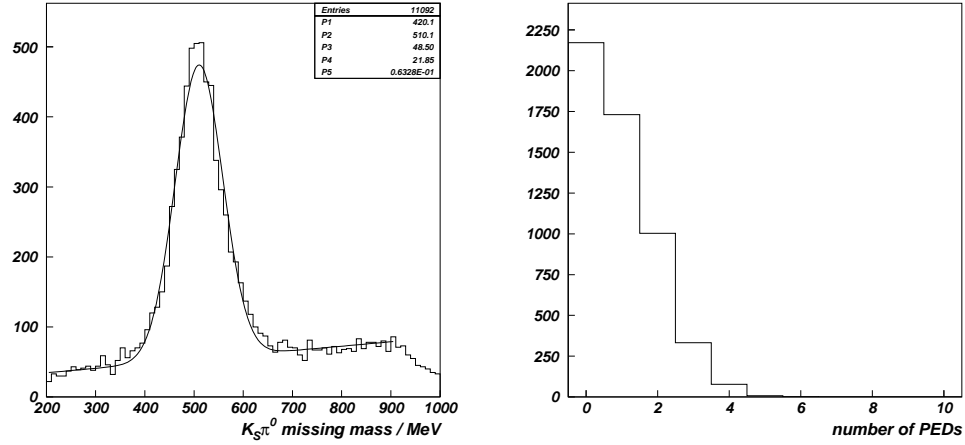 Entries 11092
P1 420.1
P2 510.1
P3 48.50
P4 21.85
P5 0.6328E-01
500
400
300
200
100
0
200 300 400 500 600 700 800 900 1000
K_Sπ⁰ missing mass / MeV
2250
2000
1750
1500
1250
1000
750
500
250
0
0 2 4 6 8 10
number of PEDs